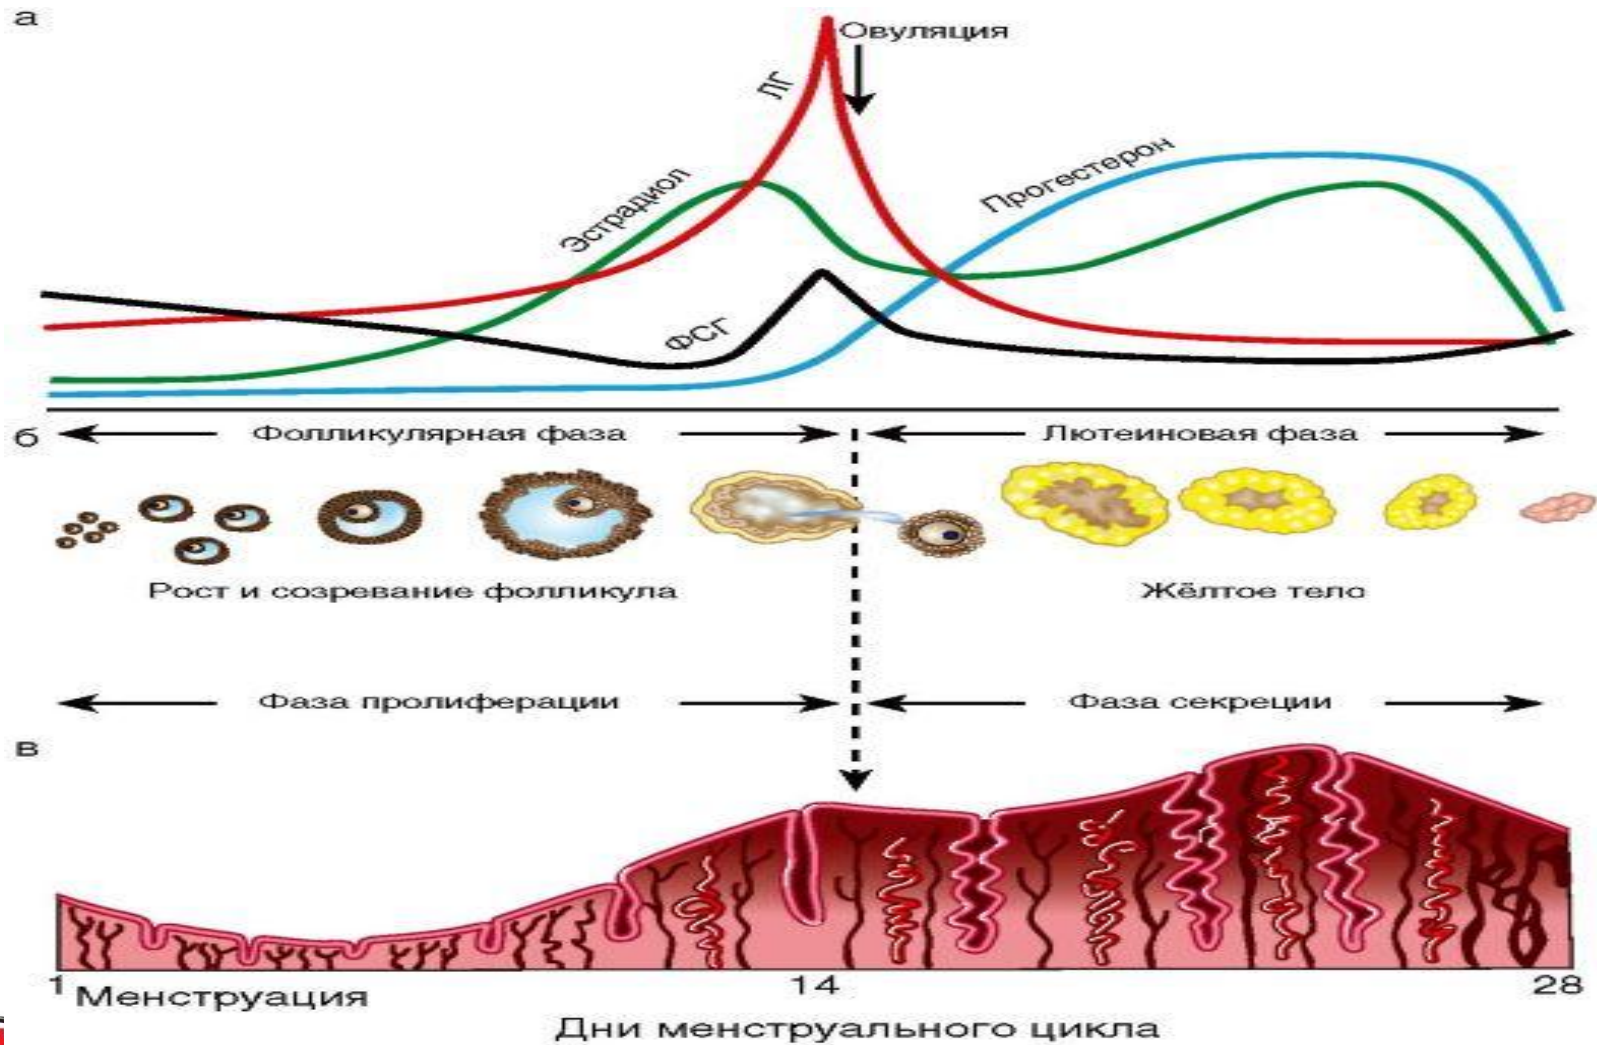 а
Овуляция
ЛГ
Эстрадиол
Прогестерон
ФСГ
б
Фолликулярная фаза
Лютеиновая фаза
Рост и созревание фолликула
Жёлтое тело
Фаза пролиферации
Фаза секреции
в
1 Менструация 14 28
Дни менструального цикла